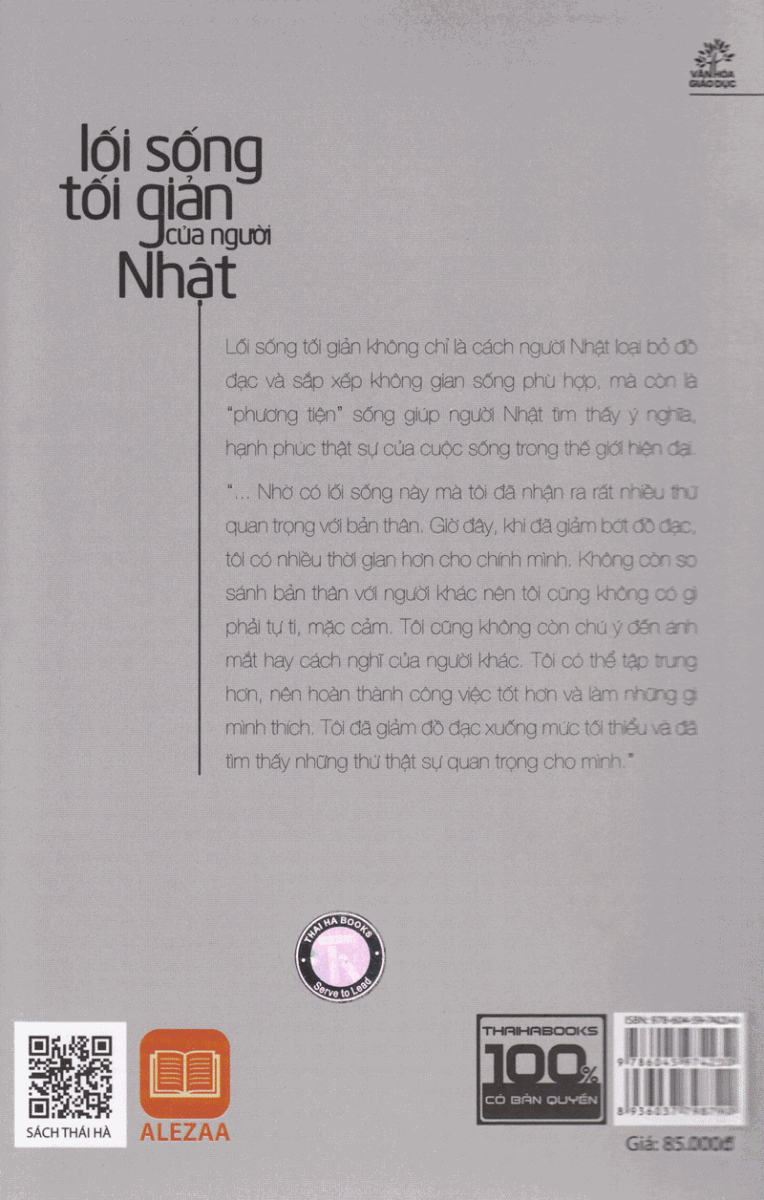 VĂN HÓA
GIÁO DỤC
lối sống
tối giản
của người
Nhật
Lối sống tối giản không chỉ là cách người Nhật loại bỏ đồ
đạc và sắp xếp không gian sống phù hợp, mà còn là
“phương tiện” sống giúp người Nhật tìm thấy ý nghĩa,
hạnh phúc thật sự của cuộc sống trong thế giới hiện đại.
“... Nhờ có lối sống này mà tôi đã nhận ra rất nhiều thứ
quan trọng với bản thân. Giờ đây, khi đã giảm bớt đồ đạc,
tôi có nhiều thời gian hơn cho chính mình. Không còn so
sánh bản thân với người khác nên tôi cũng không có gì
phải tự ti, mặc cảm. Tôi cũng không còn chú ý đến ánh
mắt hay cách nghĩ của người khác. Tôi có thể tập trung
hơn, nên hoàn thành công việc tốt hơn và làm những gì
mình thích. Tôi đã giảm đồ đạc xuống mức tối thiểu và đã
tìm thấy những thứ thật sự quan trọng cho mình.”
THAI HA BOOKS
Serve to Lead
SÁCH THÁI HÀ
ALEZAA
THAIHABOOKS
100%
CÓ BẢN QUYỀN
ISBN:
Giá: 85.000đ